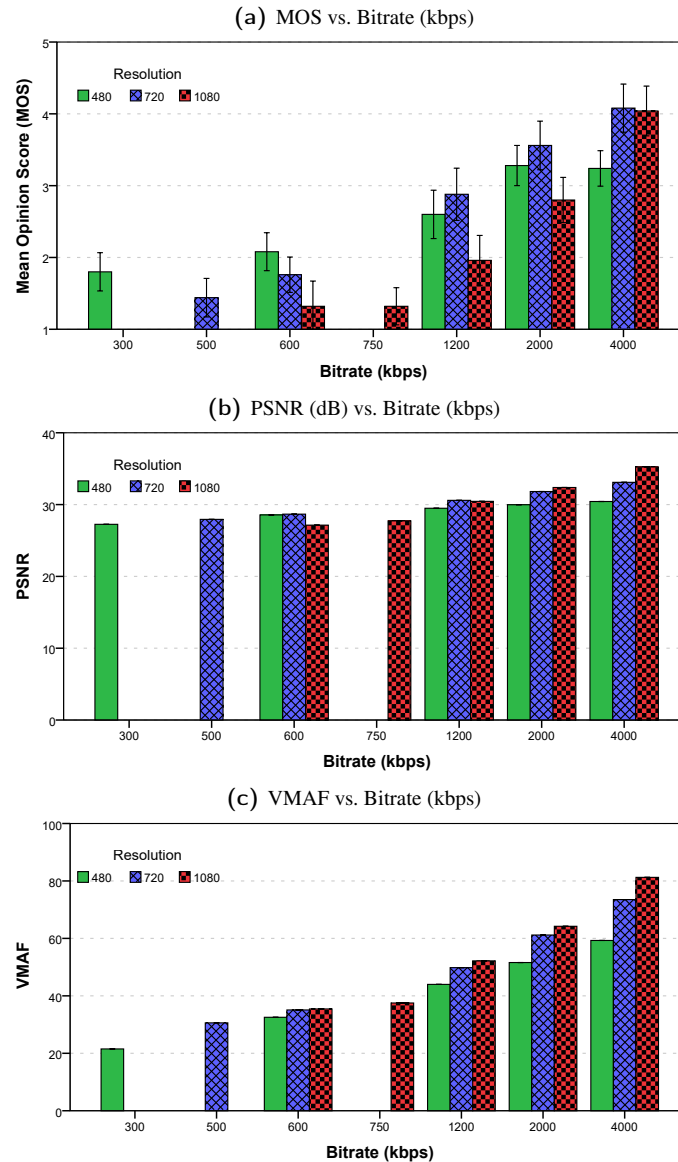 (a) MOS vs. Bitrate (kbps)
5
4
3
2
1
Mean Opinion Score (MOS)
Resolution
480 720 1080
300 500 600 750 1200 2000 4000
Bitrate (kbps)
(b) PSNR (dB) vs. Bitrate (kbps)
40
30
20
10
0
PSNR
Resolution
480 720 1080
300 500 600 750 1200 2000 4000
Bitrate (kbps)
(c) VMAF vs. Bitrate (kbps)
100
80
60
40
20
0
VMAF
Resolution
480 720 1080
300 500 600 750 1200 2000 4000
Bitrate (kbps)